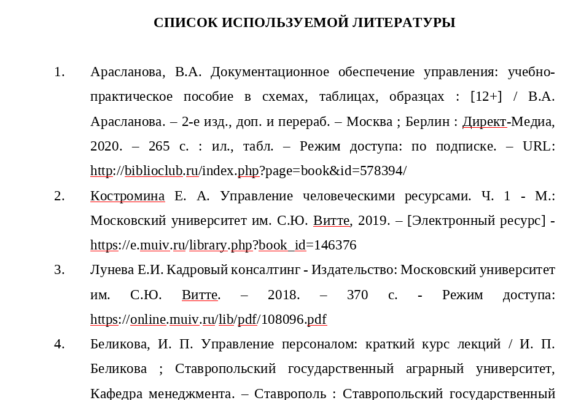 СПИСОК ИСПОЛЬЗУЕМОЙ ЛИТЕРАТУРЫ
1. Арасланова, В.А. Документационное обеспечение управления: учебно-
практическое пособие в схемах, таблицах, образцах : [12+] / В.А.
Арасланова. – 2-е изд., доп. и перераб. – Москва ; Берлин : Директ-Медиа,
2020. – 265 с. : ил., табл. – Режим доступа: по подписке. – URL:
http://biblioclub.ru/index.php?page=book&id=578394/
2. Костромина Е. А. Управление человеческими ресурсами. Ч. 1 - М.:
Московский университет им. С.Ю. Витте, 2019. – [Электронный ресурс] -
https://e.muiv.ru/library.php?book_id=146376
3. Лунева Е.И. Кадровый консалтинг - Издательство: Московский университет
им. С.Ю. Витте. – 2018. – 370 с. - Режим доступа:
https://online.muiv.ru/lib/pdf/108096.pdf
4. Беликова, И. П. Управление персоналом: краткий курс лекций / И. П.
Беликова ; Ставропольский государственный аграрный университет,
Кафедра менеджмента. – Ставрополь : Ставропольский государственный